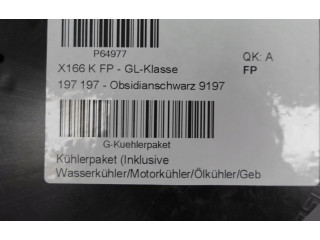 P64977
X166 K FP - GL-Klasse
QK: A
197 197 - Obsidianschwarz 9197
FP
G-Kuehlerpaket
Kühlerpaket (Inklusive
Wasserkühler/Motorkühler/Ölkühler/Geb